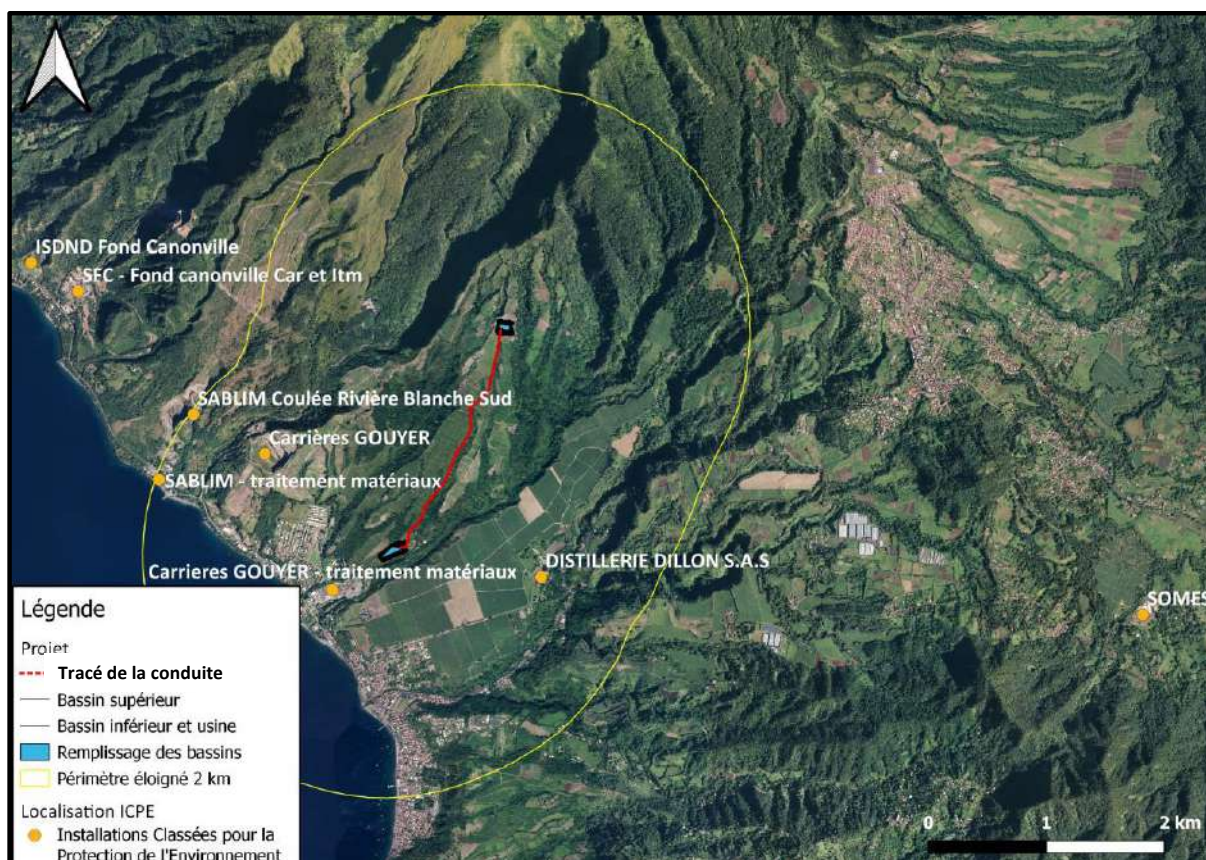 ISDND Fond Canonville
SFC - Fond canonville Car et Itm
SABLIM Coulée Rivière Blanche Sud
Carrières GOUYER
SABLIM - traitement matériaux
Carrieres GOUYER - traitement matériaux
DISTILLERIE DILLON S.A.S
SOMES
Légende
Projet
Tracé de la conduite
Bassin supérieur
Bassin inférieur et usine
Remplissage des bassins
Périmètre éloigné 2 km
Localisation ICPE
Installations Classées pour la
Protection de l'Environnement
0 1 2 km